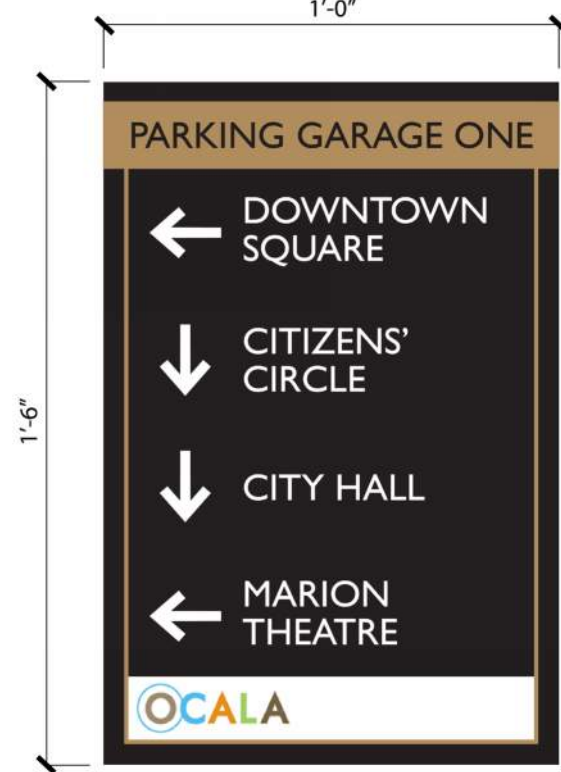 1'-0"
1'-6"
PARKING GARAGE ONE
DOWNTOWN
SQUARE
CITIZENS’
CIRCLE
CITY HALL
MARION
THEATRE
OCALA